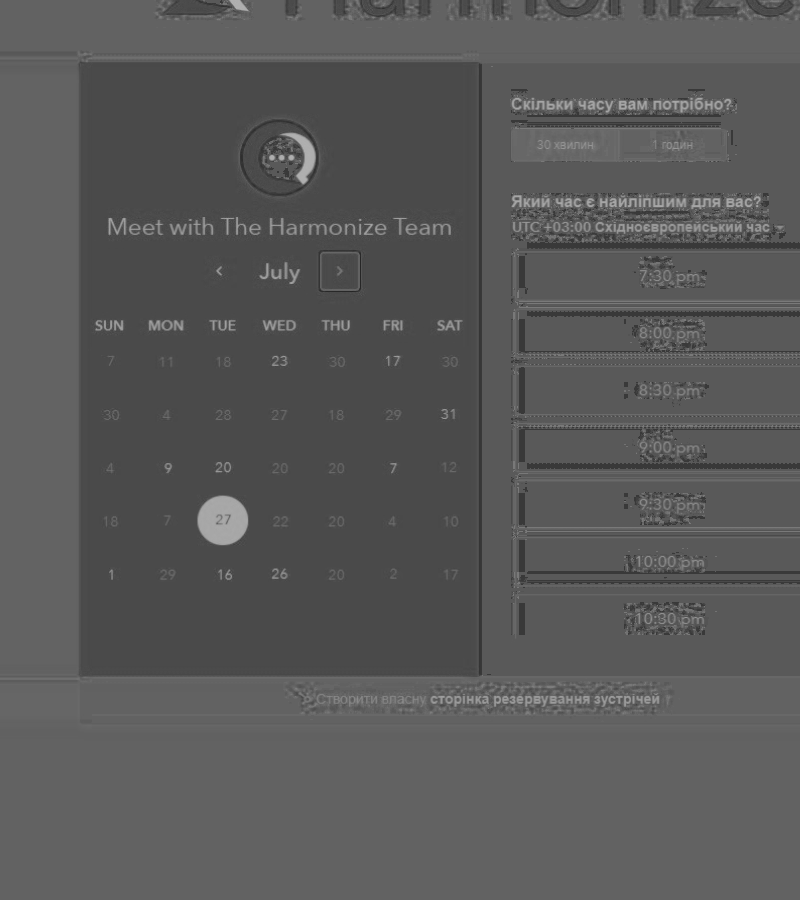 Harmonize
Meet with The Harmonize Team
July
SUN MON TUE WED THU FRI SAT
7 11 18 23 30 17 30
30 4 28 27 18 29 31
4 9 20 20 20 7 12
18 7 27 22 20 4 10
1 29 16 26 20 2 17
Скільки часу вам потрібно?
30 хвилин 1 годин
Який час є найліпшим для вас?
UTC +03:00 Східноєвропейський час
7:30 pm
8:00 pm
8:30 pm
9:00 pm
9:30 pm
10:00 pm
10:30 pm
Створити власну сторінка резервування зустрічей